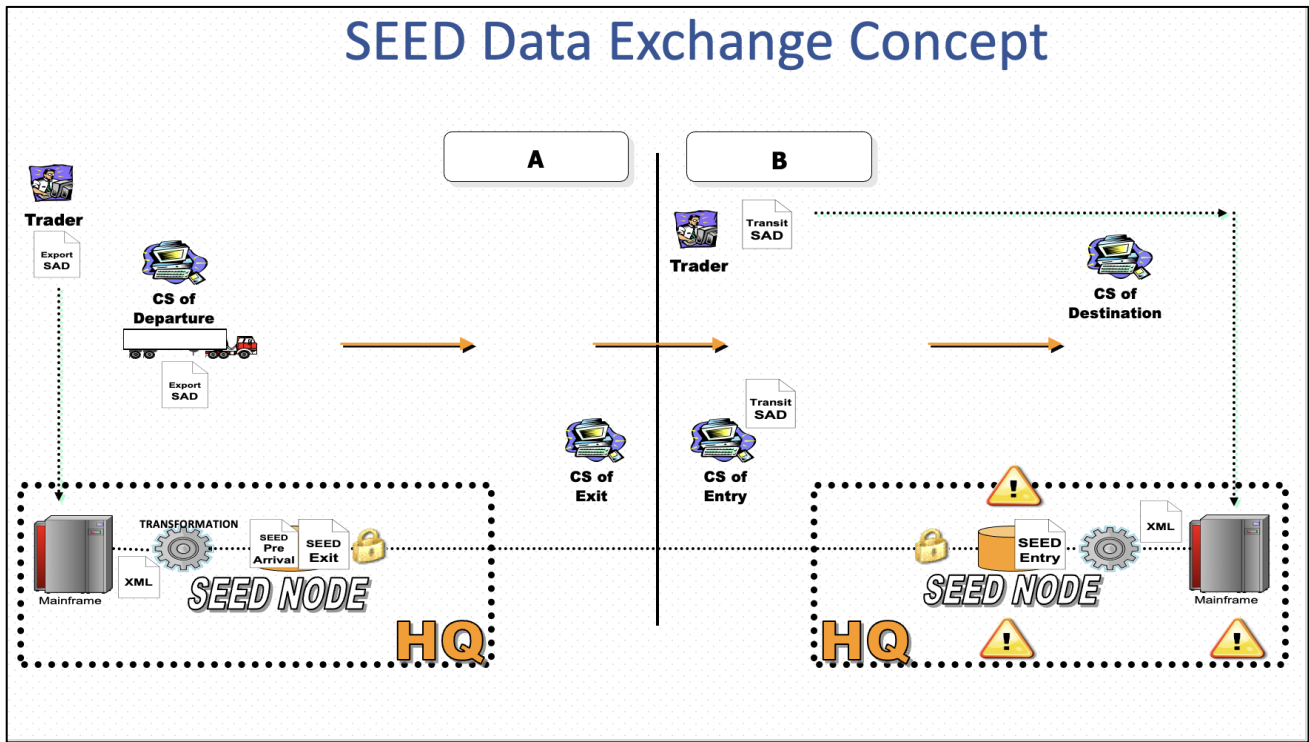 SEED Data Exchange Concept
A
B
Trader
Export
SAD
CS of
Departure
Export
SAD
Trader
Transit
SAD
CS of
Destination
CS of
Exit
Transit
SAD
CS of
Entry
Mainframe
XML
TRANSFORMATION
SEED
Pre
Arrival
SEED
Exit
SEED NODE
HQ
SEED
Entry
SEED NODE
XML
Mainframe
HQ
!
!
!